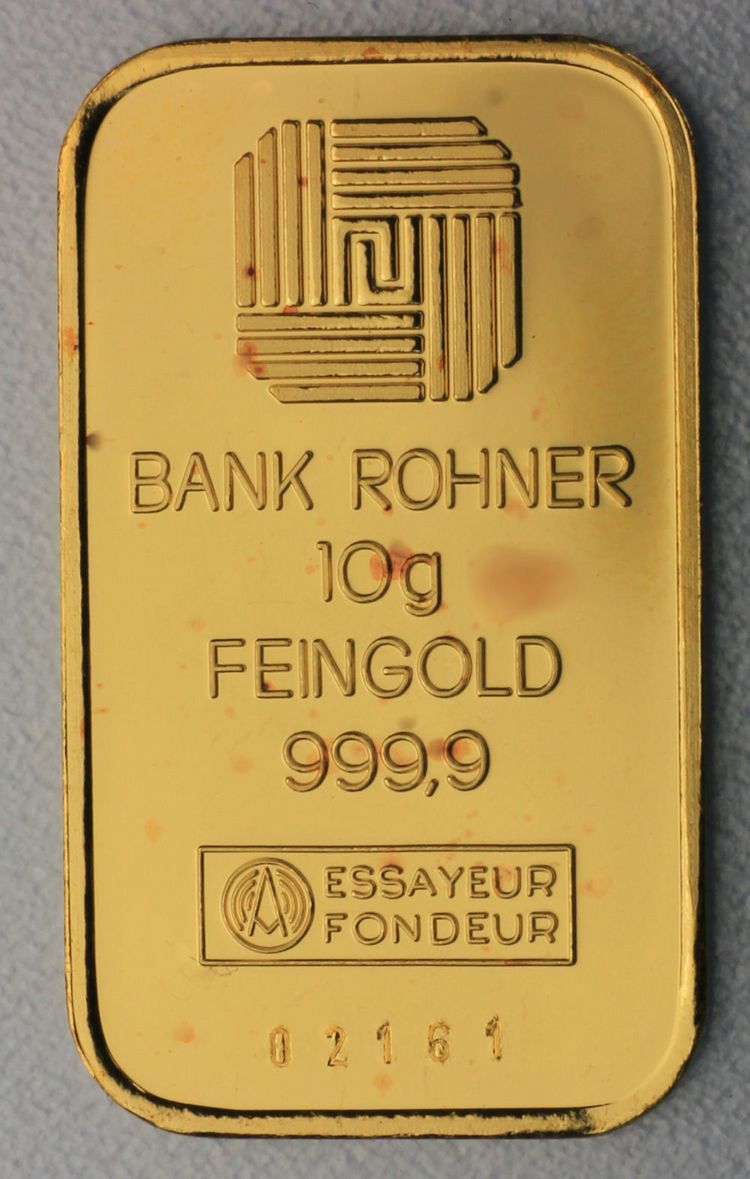 BANK ROHNER
10g
FEINGOLD
999,9
ESSAYEUR
FONDEUR
02161